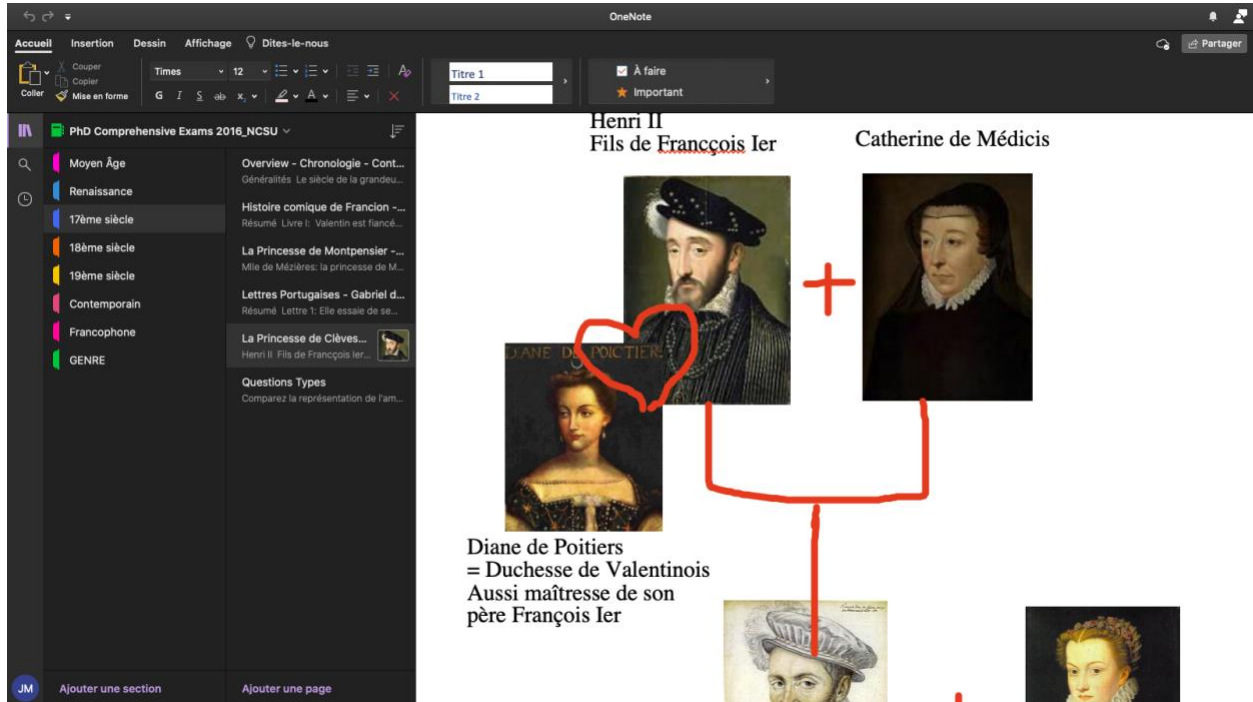 OneNote
Accueil
Insertion
Dessin
Affichage
Dites-le-nous
Partager
Coller
Couper
Copier
Mise en forme
Times
12
G I S ab x
A
Titre 1
Titre 2
À faire
Important
PhD Comprehensive Exams 2016_NCSU
Moyen Âge
Renaissance
17ème siècle
18ème siècle
19ème siècle
Contemporain
Francophone
GENRE
Overview - Chronologie - Cont...
Généralités Le siècle de la grandeu...
Histoire comique de Francion -...
Résumé Livre I: Valentin est fiancé...
La Princesse de Montpensier -...
Mlle de Mézières: la princesse de M...
Lettres Portugaises - Gabriel d...
Résumé Lettre 1: Elle essaie de se...
La Princesse de Clèves...
Henri II Fils de Francçois Ier...
Questions Types
Comparez la représentation de l'am...
JM
Ajouter une section
Ajouter une page
Henri II
Fils de Francçois Ier
Catherine de Médicis
DIANE DE POICTIER
Diane de Poitiers
= Duchesse de Valentinois
Aussi maîtresse de son
père François Ier